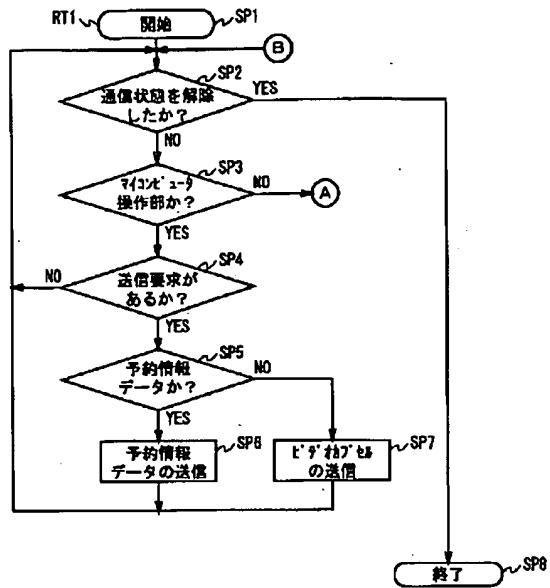 RT1
開始
SP1
B
SP2
通信状態を解除
したか?
YES
NO
SP3
マイコンピュータ
操作部か?
NO
A
YES
SP4
送信要求が
あるか?
NO
YES
SP5
予約情報
データか?
NO
YES
SP6
予約情報
データの送信
SP7
ビデオカプセル
の送信
終了
SP8